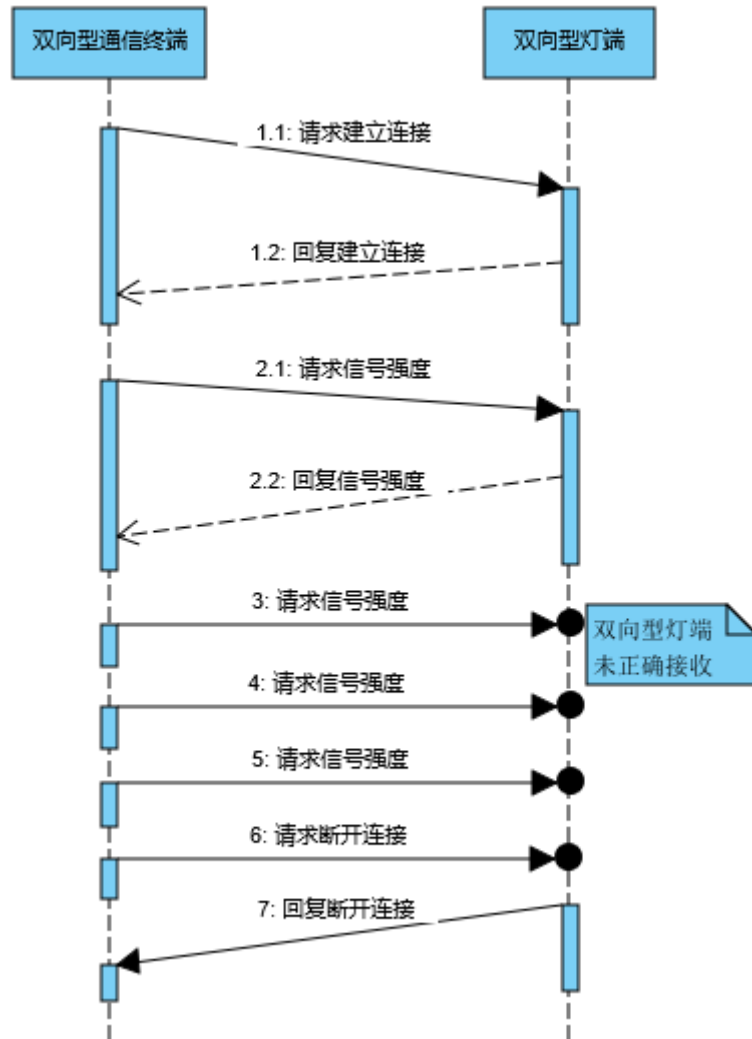 双向型通信终端
双向型灯端
1.1: 请求建立连接
1.2: 回复建立连接
2.1: 请求信号强度
2.2: 回复信号强度
3: 请求信号强度
双向型灯端
未正确接收
4: 请求信号强度
5: 请求信号强度
6: 请求断开连接
7: 回复断开连接